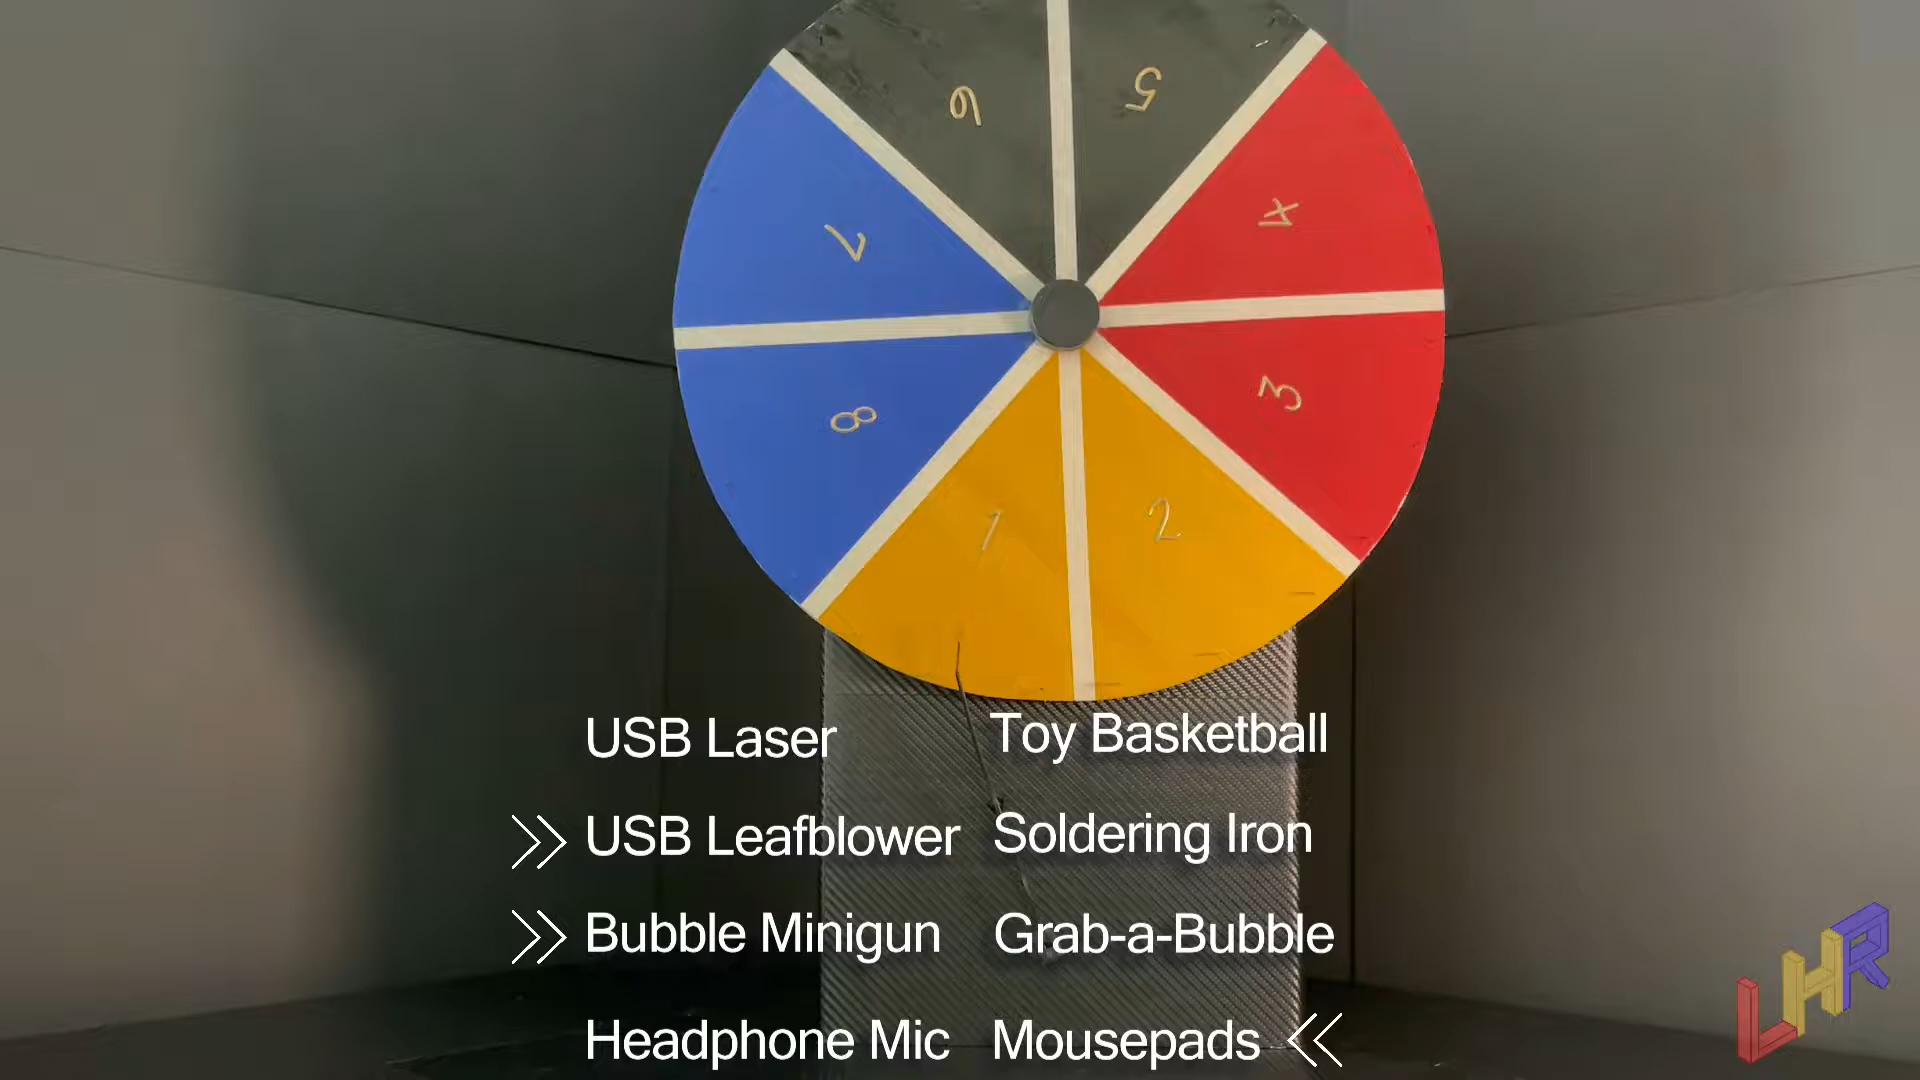 6
5
7
4
8
3
1
2
USB Laser
Toy Basketball
USB Leafblower
Soldering Iron
Bubble Minigun
Grab-a-Bubble
Headphone Mic
Mousepads
LHR